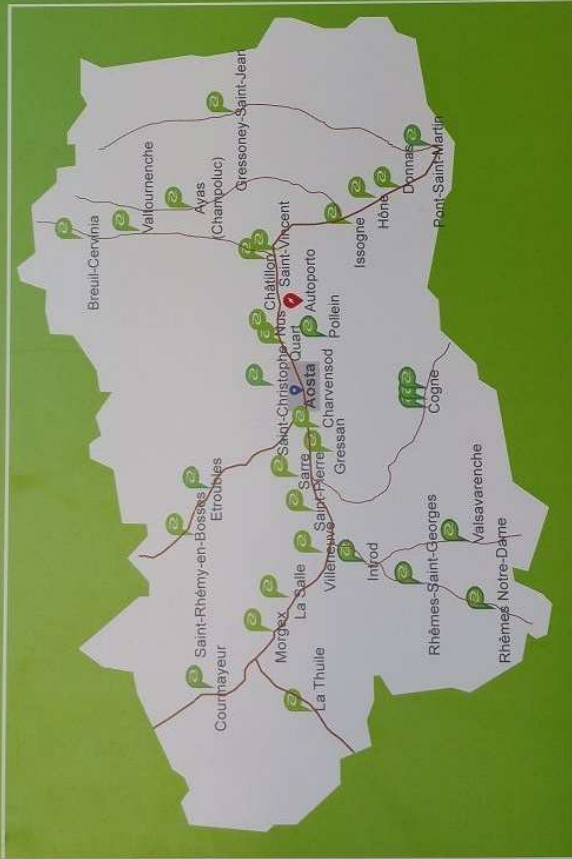 Breuil-Cervinia
Valtournenche
Ayas
(Champoluc)
Gressoney-Saint-Jean
Saint-Rhémy-en-Bosses
Etroubles
Courmayeur
Morgex
La Salle
La Thuile
Villeneuve
Saint-Pierre
Sarre
Saint-Christophe
Aosta
Quart
Nus
Châtillon
Saint-Vincent
Autoporto
Pollein
Charvensod
Gressan
Issogne
Hône
Donnas
Pont-Saint-Martin
Cogne
Introd
Rhêmes-Saint-Georges
Valsavarenche
Rhêmes Notre-Dame